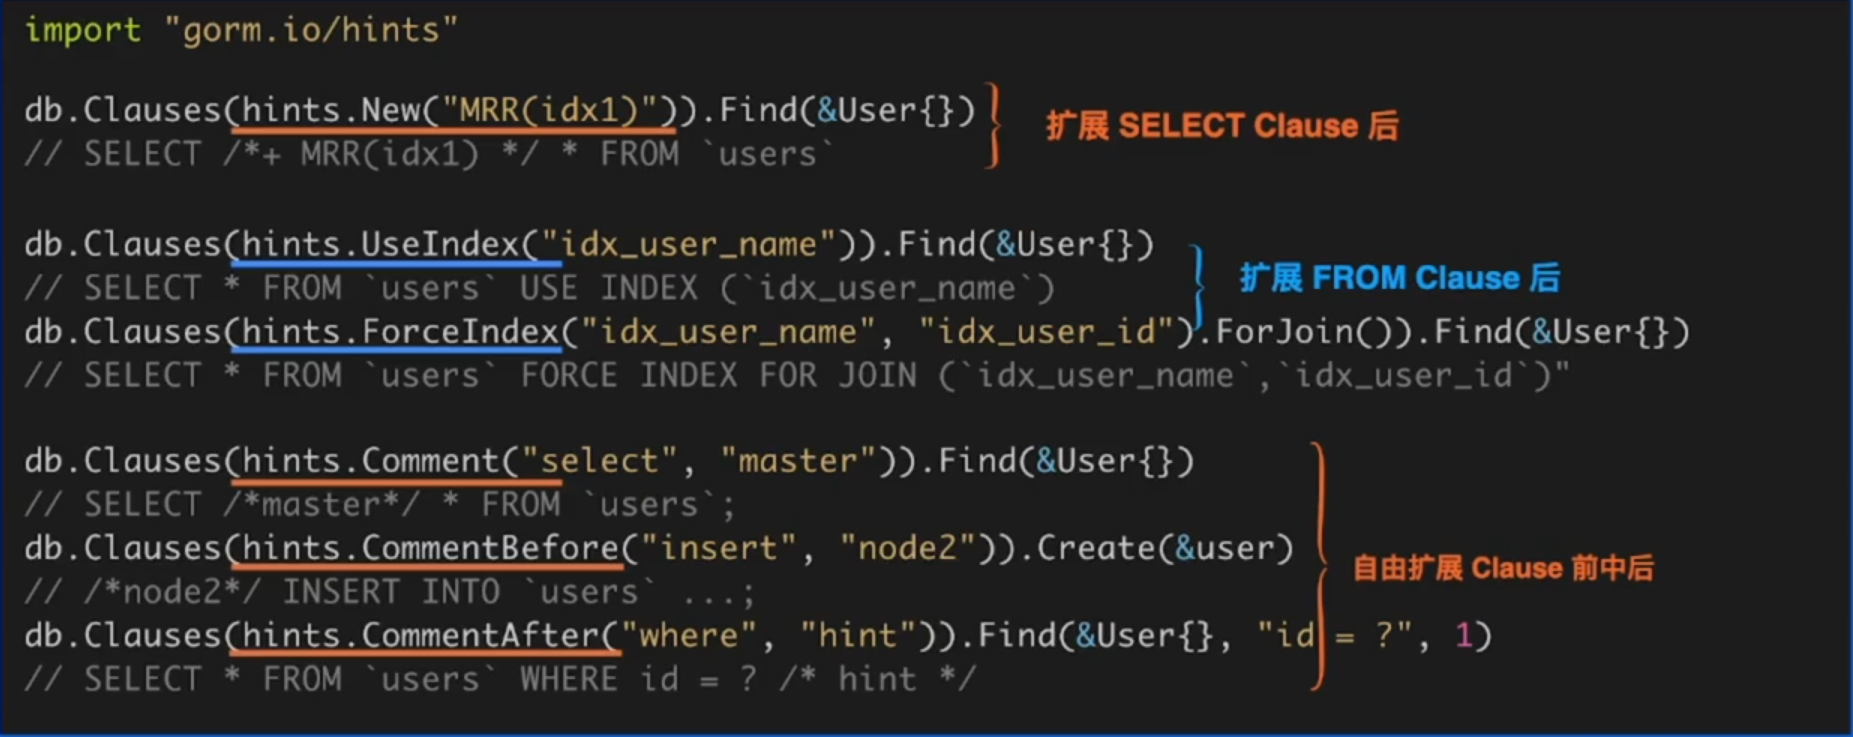 import "gorm.io/hints"
db.Clauses(hints.New("MRR(idx1)")).Find(&User{})
扩展 SELECT Clause 后
// SELECT /*+ MRR(idx1) */ * FROM `users`
db.Clauses(hints.UseIndex("idx_user_name")).Find(&User{})
// SELECT * FROM `users` USE INDEX (`idx_user_name`)
扩展 FROM Clause 后
db.Clauses(hints.ForceIndex("idx_user_name", "idx_user_id").ForJoin()).Find(&User{})
// SELECT * FROM `users` FORCE INDEX FOR JOIN (`idx_user_name`,`idx_user_id`)"
db.Clauses(hints.Comment("select", "master")).Find(&User{})
// SELECT /*master*/ * FROM `users`;
db.Clauses(hints.CommentBefore("insert", "node2")).Create(&user)
自由扩展 Clause 前中后
// /*node2*/ INSERT INTO `users` ...;
db.Clauses(hints.CommentAfter("where", "hint")).Find(&User{}, "id = ?", 1)
// SELECT * FROM `users` WHERE id = ? /* hint */